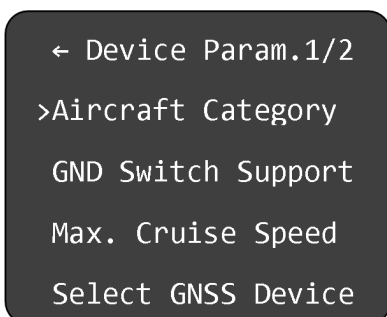 ← Device Param.1/2
>Aircraft Category
GND Switch Support
Max. Cruise Speed
Select GNSS Device